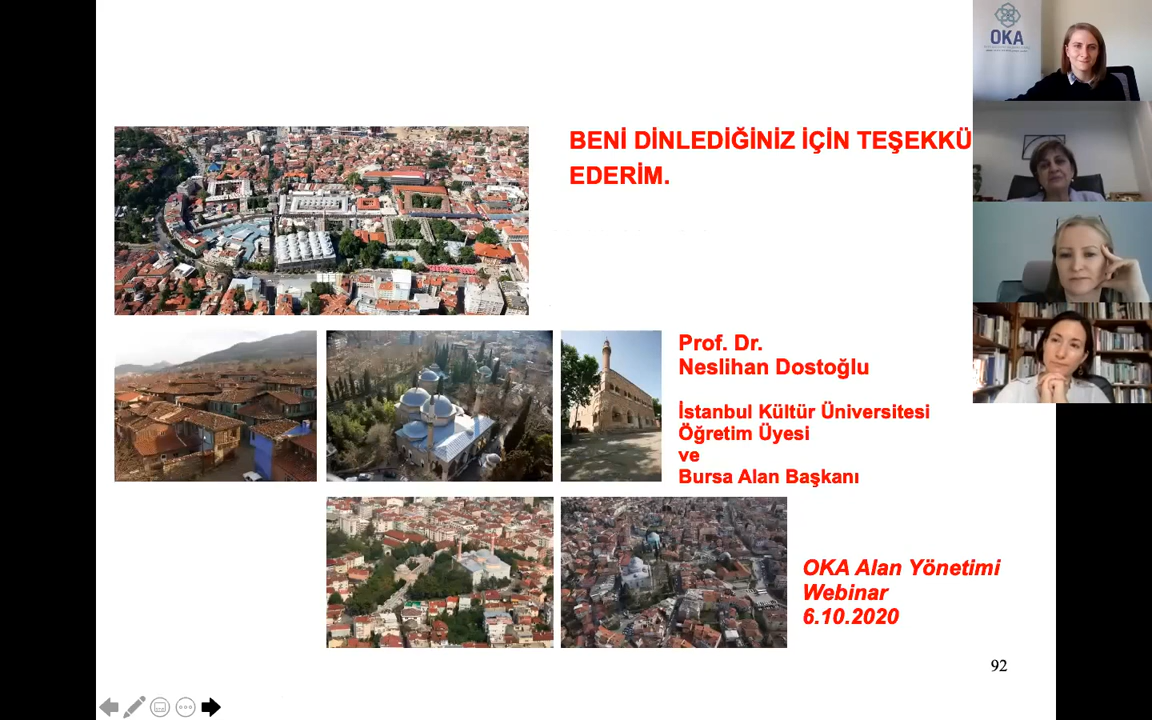 BENİ DİNLEDİĞİNİZ İÇİN TEŞEKKÜ
EDERİM.
Prof. Dr.
Neslihan Dostoğlu
İstanbul Kültür Üniversitesi
Öğretim Üyesi
ve
Bursa Alan Başkanı
OKA Alan Yönetimi
Webinar
6.10.2020
92
OKA